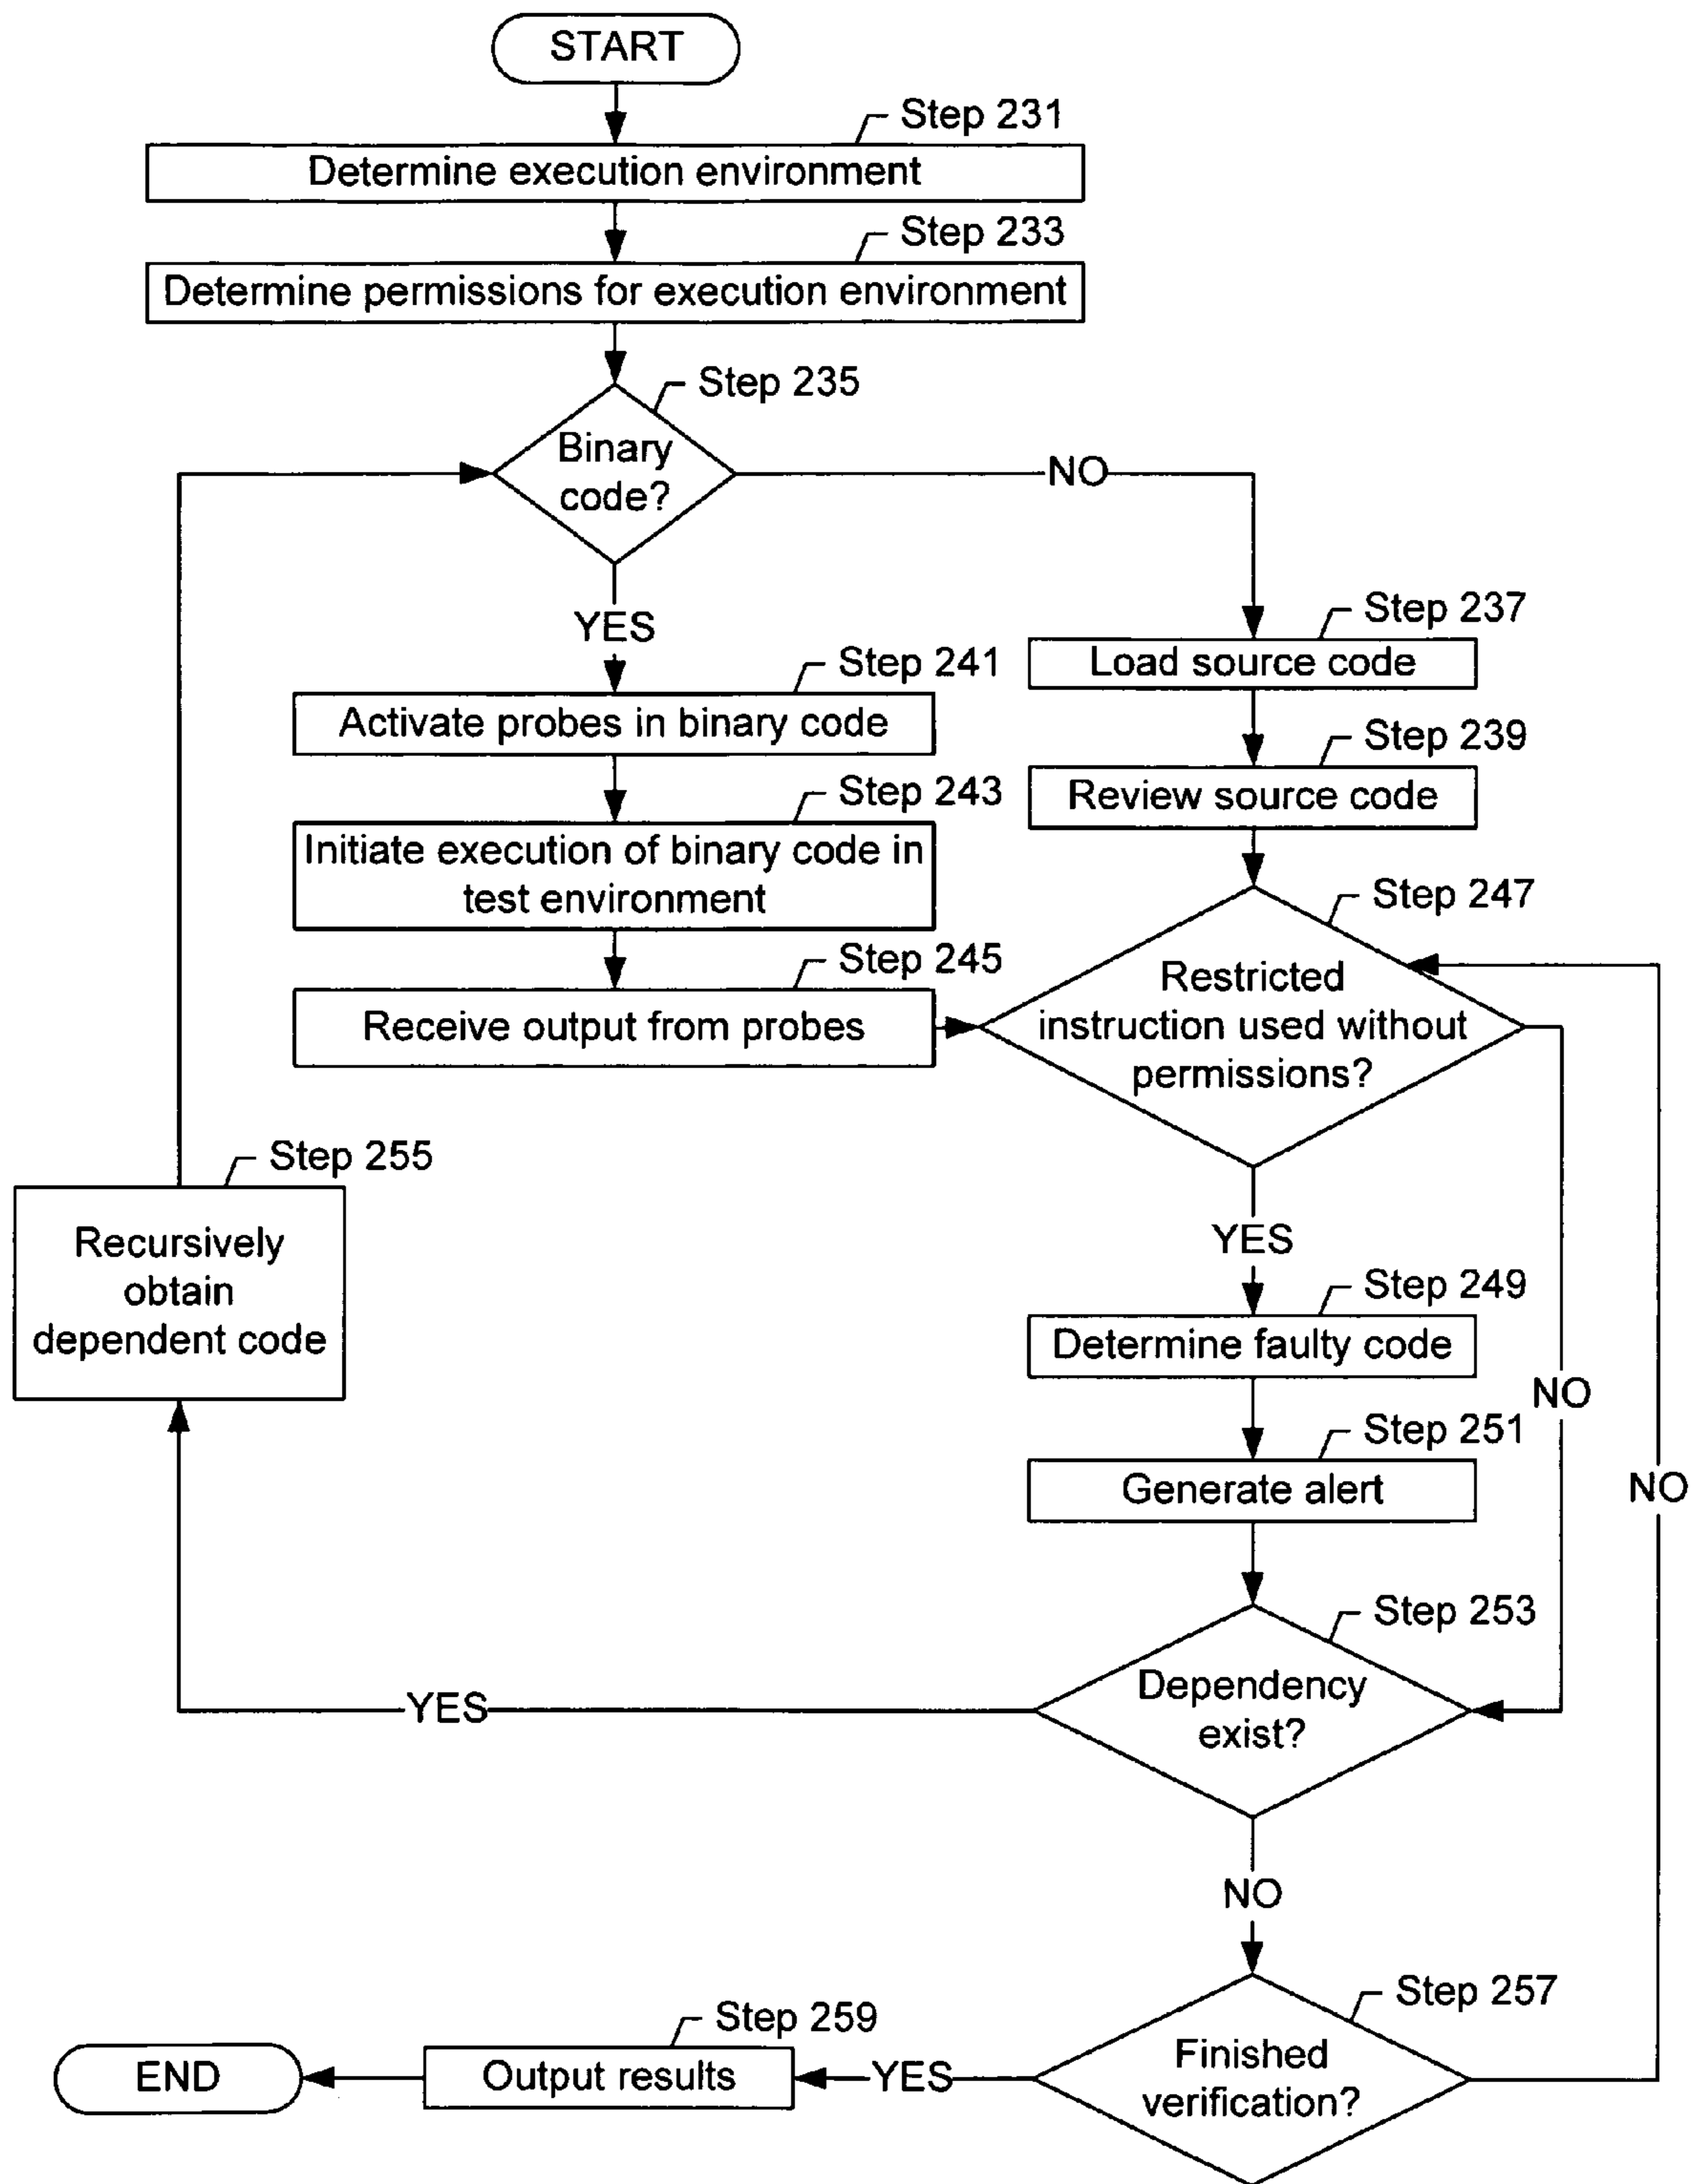 START
Step 231
Determine execution environment
Step 233
Determine permissions for execution environment
Step 235
Binary
code?
NO
YES
Step 237
Load source code
Step 241
Activate probes in binary code
Step 239
Review source code
Step 243
Initiate execution of binary code in
test environment
Step 247
Restricted
instruction used without
permissions?
Step 245
Receive output from probes
Step 255
Recursively
obtain
dependent code
YES
Step 249
Determine faulty code
NO
Step 251
Generate alert
NO
Step 253
Dependency
exist?
YES
NO
Step 257
Finished
verification?
YES
Step 259
Output results
END